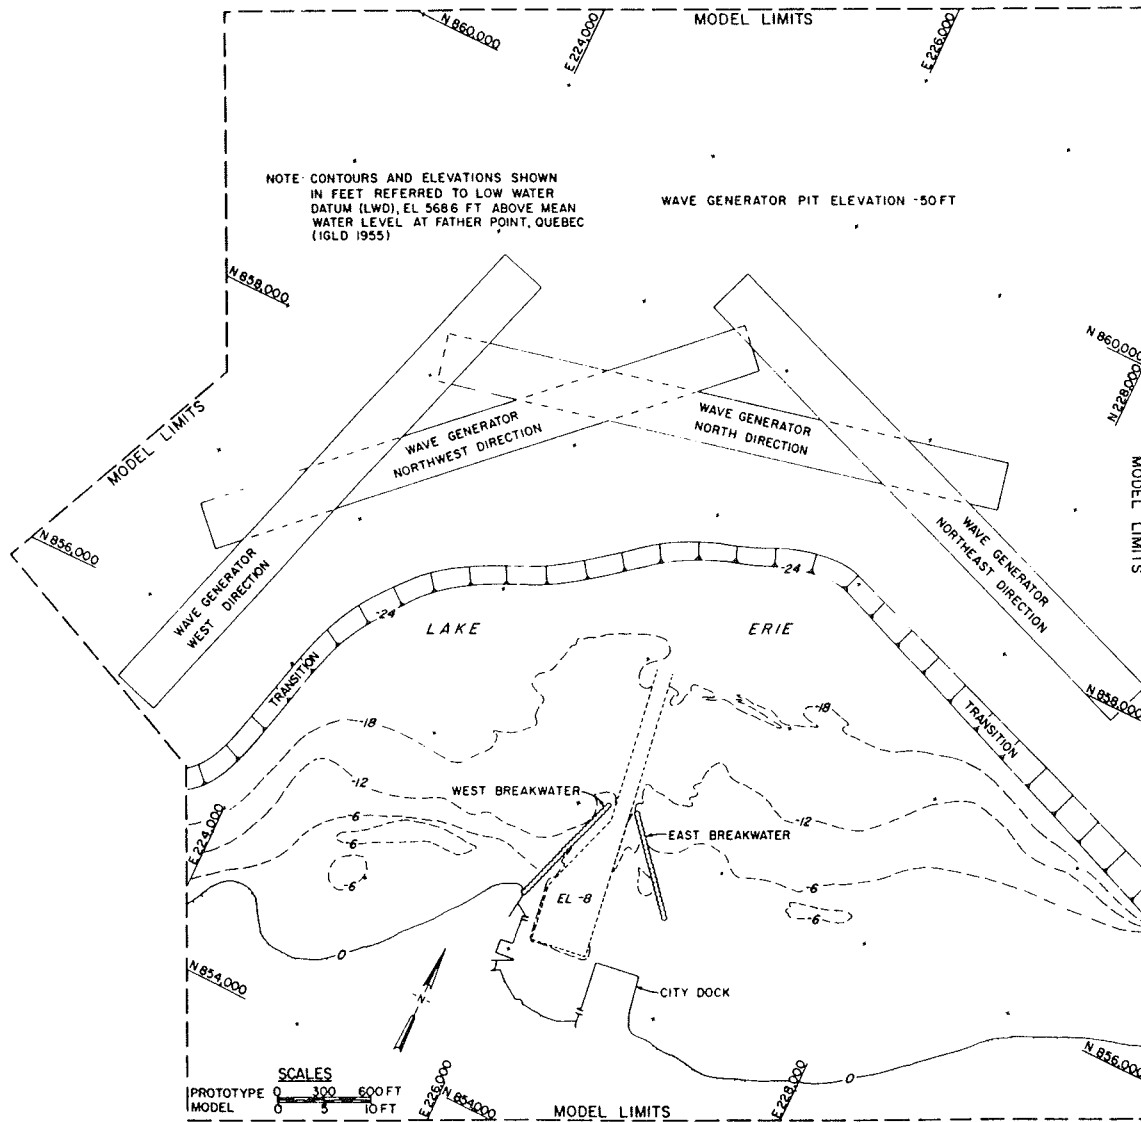 MODEL LIMITS
N 860,000
E 224,000
E 226,000
NOTE: CONTOURS AND ELEVATIONS SHOWN
IN FEET REFERRED TO LOW WATER
DATUM (LWD), EL 568 6 FT ABOVE MEAN
WATER LEVEL AT FATHER POINT, QUEBEC
(IGLD 1955)
WAVE GENERATOR PIT ELEVATION -50 FT
N 858,000
N 860,000
N 228,000
MODEL LIMITS
WAVE GENERATOR
NORTHWEST DIRECTION
WAVE GENERATOR
NORTH DIRECTION
MODEL LIMITS
N 856,000
WAVE GENERATOR
WEST DIRECTION
WAVE GENERATOR
NORTHEAST DIRECTION
-24
-24
LAKE ERIE
TRANSITION
N 858,000
TRANSITION
-18
-18
-12
WEST BREAKWATER
-12
E 224,000
-6
-6
EAST BREAKWATER
-6
-6
EL -8
-6
0
N 854,000
-N-
CITY DOCK
N 856,000
0
SCALES
PROTOTYPE 0 300 600 FT
MODEL 0 5 10 FT
E 226,000
N 854,000
E 228,000
MODEL LIMITS